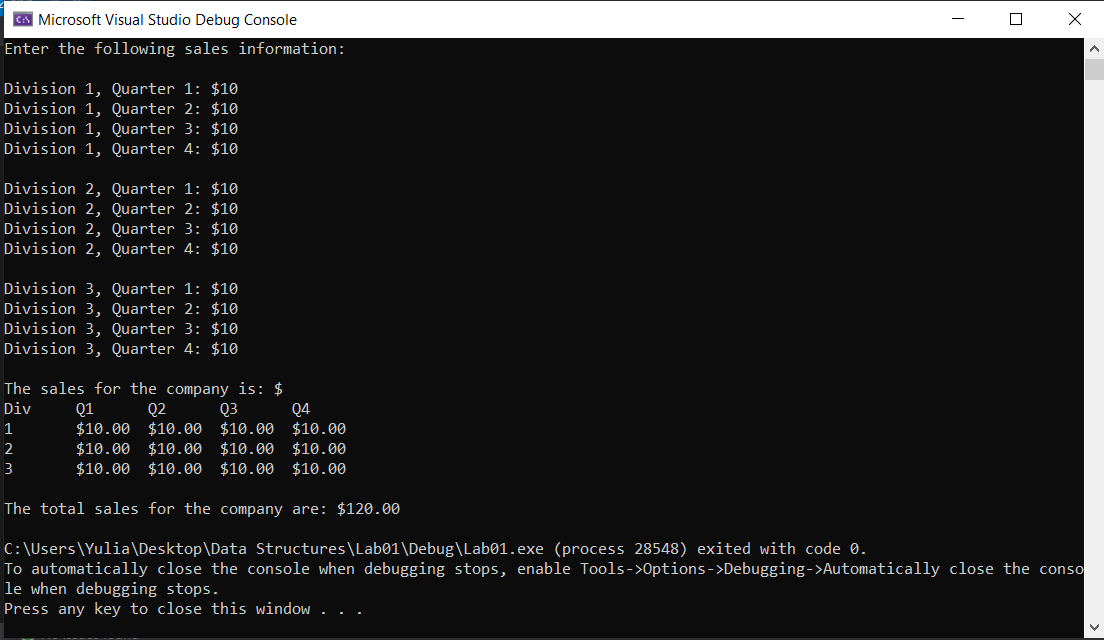 Microsoft Visual Studio Debug Console
Enter the following sales information:
Division 1, Quarter 1: $10
Division 1, Quarter 2: $10
Division 1, Quarter 3: $10
Division 1, Quarter 4: $10
Division 2, Quarter 1: $10
Division 2, Quarter 2: $10
Division 2, Quarter 3: $10
Division 2, Quarter 4: $10
Division 3, Quarter 1: $10
Division 3, Quarter 2: $10
Division 3, Quarter 3: $10
Division 3, Quarter 4: $10
The sales for the company is: $
Div     Q1      Q2      Q3      Q4
1       $10.00  $10.00  $10.00  $10.00
2       $10.00  $10.00  $10.00  $10.00
3       $10.00  $10.00  $10.00  $10.00
The total sales for the company are: $120.00
C:\Users\Yulia\Desktop\Data Structures\Lab01\Debug\Lab01.exe (process 28548) exited with code 0.
To automatically close the console when debugging stops, enable Tools->Options->Debugging->Automatically close the conso
le when debugging stops.
Press any key to close this window . . .